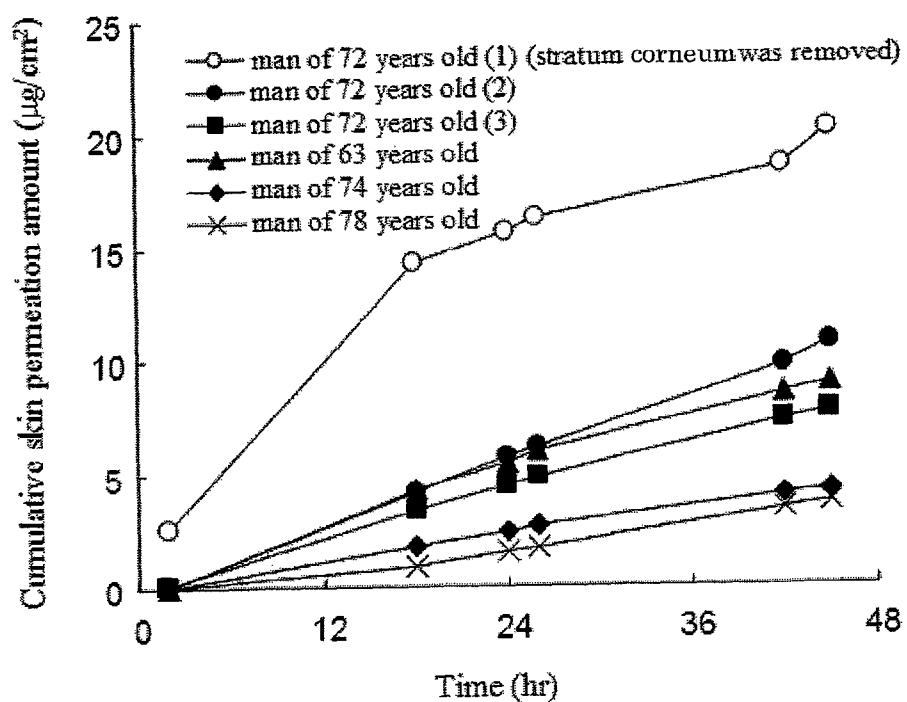 Cumulative skin permeation amount (µg/cm²)
25
20
15
10
5
0
man of 72 years old (1) (stratum corneum was removed)
man of 72 years old (2)
man of 72 years old (3)
man of 63 years old
man of 74 years old
man of 78 years old
0 12 24 36 48
Time (hr)